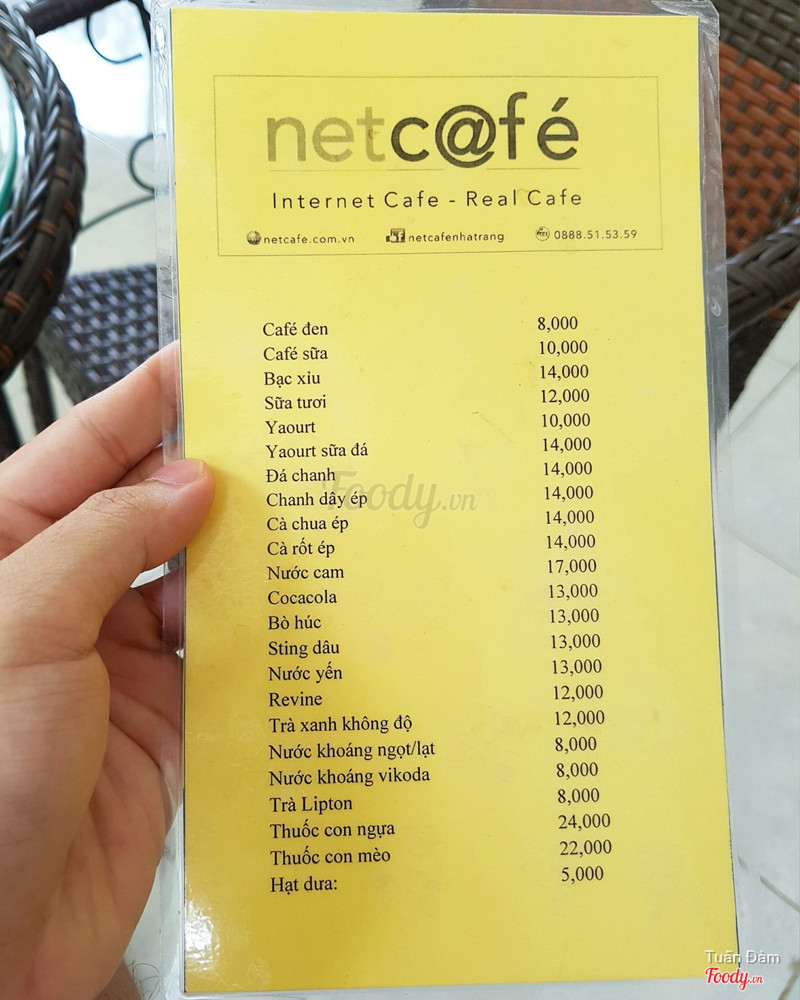 netc@fé
Internet Cafe - Real Cafe
netcafe.com.vn netcafenhatrang 0888.51.53.59
Café đen 8,000
Café sữa 10,000
Bạc xỉu 14,000
Sữa tươi 12,000
Yaourt 10,000
Yaourt sữa đá 14,000
Đá chanh 14,000
Chanh dây ép 14,000
Cà chua ép 14,000
Cà rốt ép 14,000
Nước cam 17,000
Cocacola 13,000
Bò húc 13,000
Sting dâu 13,000
Nước yến 13,000
Revine 12,000
Trà xanh không độ 12,000
Nước khoáng ngọt/lạt 8,000
Nước khoáng vikoda 8,000
Trà Lipton 8,000
Thuốc con ngựa 24,000
Thuốc con mèo 22,000
Hạt dưa: 5,000
Foody.vn
Tuấn Đảm
Foody.vn